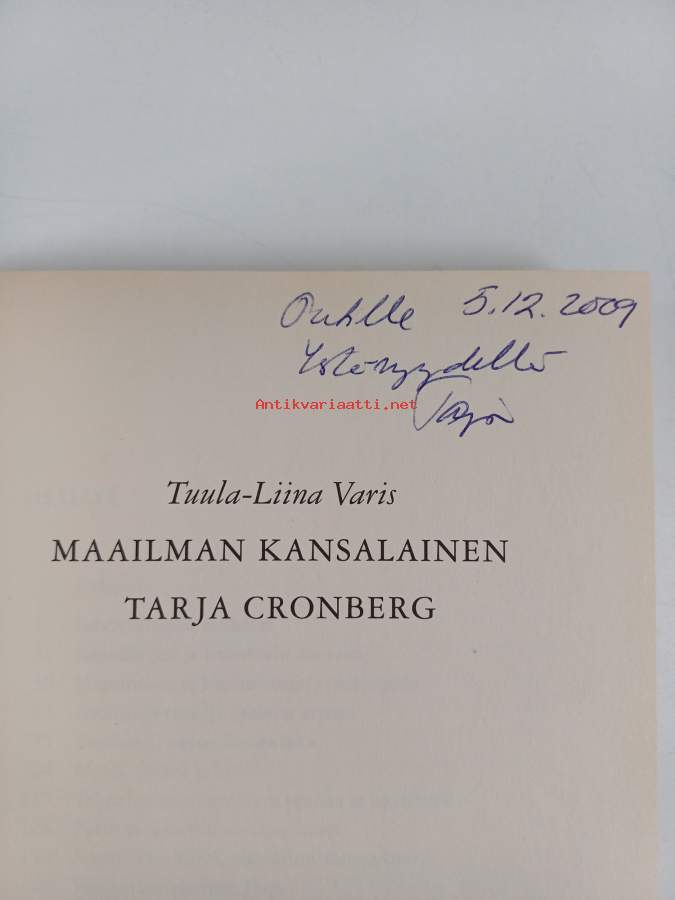 Outille 5.12.2009
Ystävyydellä
Tarja
Antikvariaatti.net
Tuula-Liina Varis
MAAILMAN KANSALAINEN
TARJA CRONBERG